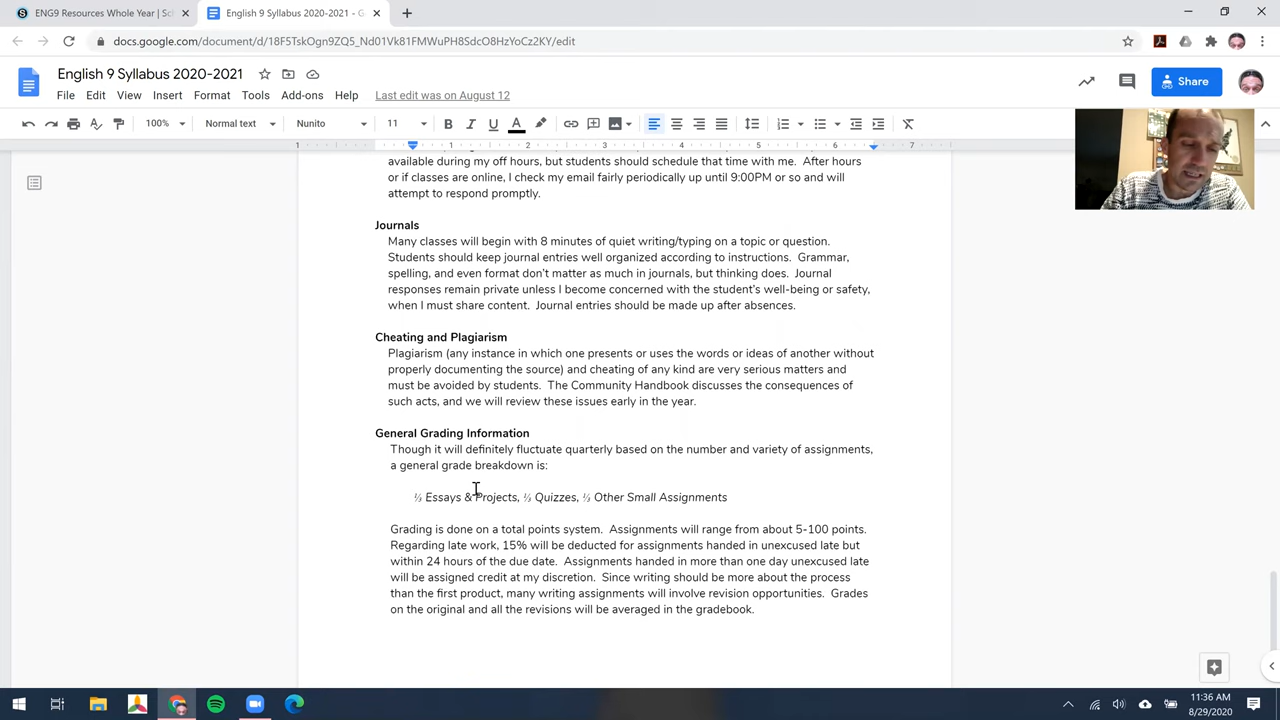 ENG9 Resources Whole Year | Sc
English 9 Syllabus 2020-2021 - G
docs.google.com/document/d/18F5TskOgn9ZQ5_Nd01Vk81FMWuPH8SdcO8HzYoCz2KY/edit
English 9 Syllabus 2020-2021
File Edit View Insert Format Tools Add-ons Help Last edit was on August 12
Share
100% Normal text Nunito 11 B I U A
1 1 2 3 4 5 6 7
available during my off hours, but students should schedule that time with me. After hours
or if classes are online, I check my email fairly periodically up until 9:00PM or so and will
attempt to respond promptly.
Journals
Many classes will begin with 8 minutes of quiet writing/typing on a topic or question.
Students should keep journal entries well organized according to instructions. Grammar,
spelling, and even format don't matter as much in journals, but thinking does. Journal
responses remain private unless I become concerned with the student's well-being or safety,
when I must share content. Journal entries should be made up after absences.
Cheating and Plagiarism
Plagiarism (any instance in which one presents or uses the words or ideas of another without
properly documenting the source) and cheating of any kind are very serious matters and
must be avoided by students. The Community Handbook discusses the consequences of
such acts, and we will review these issues early in the year.
General Grading Information
Though it will definitely fluctuate quarterly based on the number and variety of assignments,
a general grade breakdown is:
⅓ Essays & Projects, ⅓ Quizzes, ⅓ Other Small Assignments
Grading is done on a total points system. Assignments will range from about 5-100 points.
Regarding late work, 15% will be deducted for assignments handed in unexcused late but
within 24 hours of the due date. Assignments handed in more than one day unexcused late
will be assigned credit at my discretion. Since writing should be more about the process
than the first product, many writing assignments will involve revision opportunities. Grades
on the original and all the revisions will be averaged in the gradebook.
11:36 AM
8/29/2020